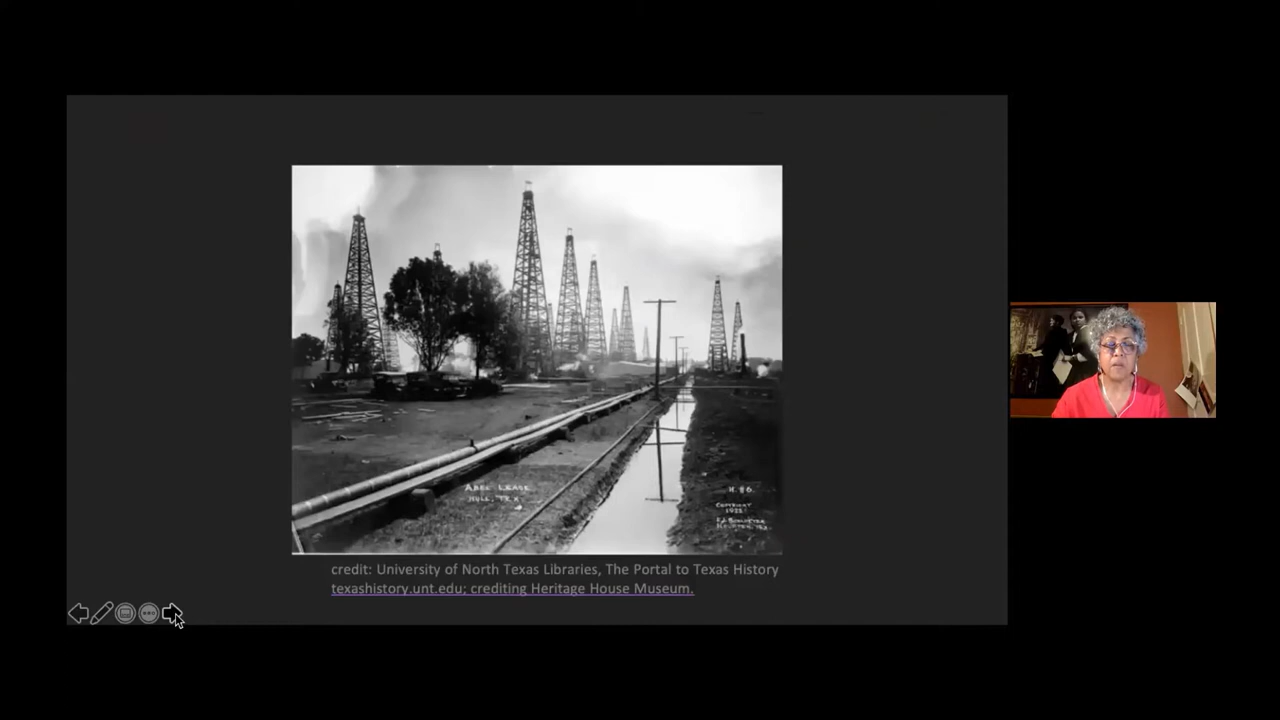 ABEL LEASE
HULL, TEX.
H.86.
COPYRIGHT
credit: University of North Texas Libraries, The Portal to Texas History
texashistory.unt.edu; crediting Heritage House Museum.